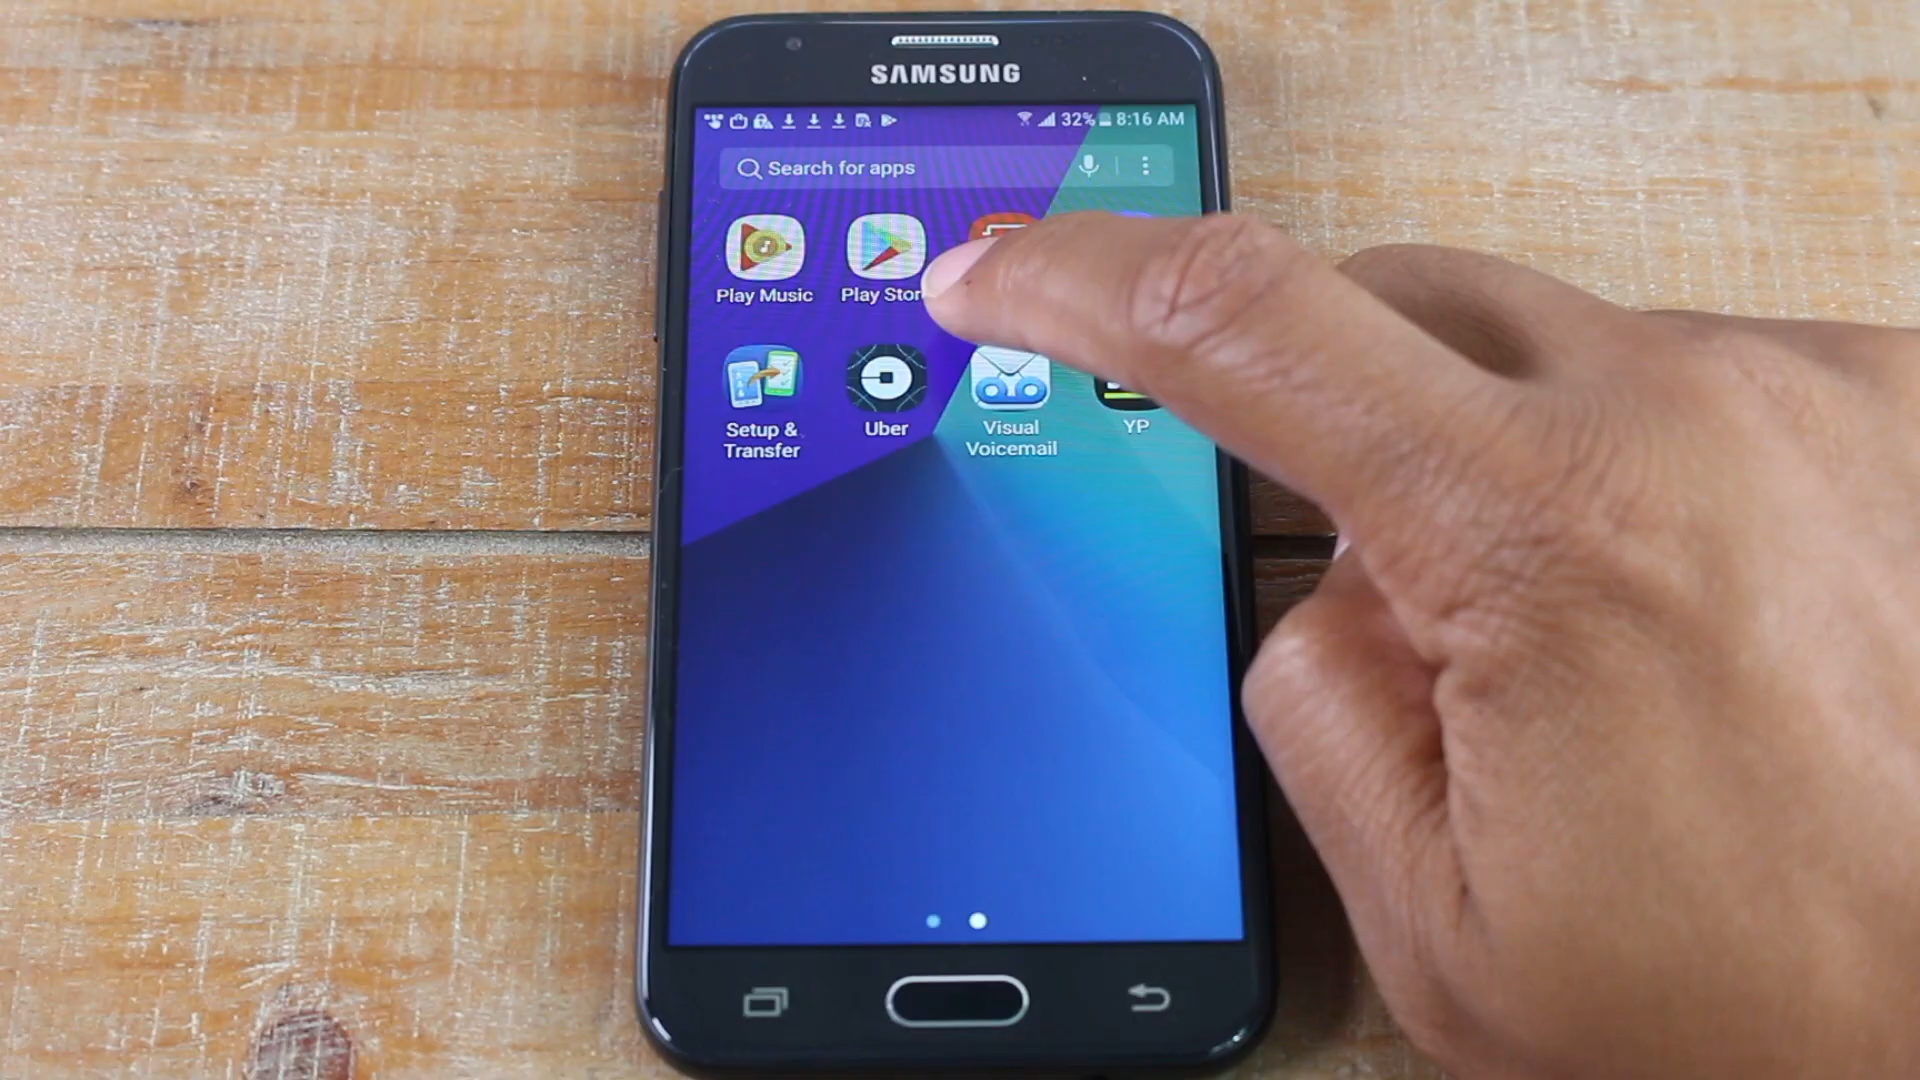 SAMSUNG
32% 8:16 AM
Search for apps
Play Music
Play Stor
Setup &
Transfer
Uber
Visual
Voicemail
YP